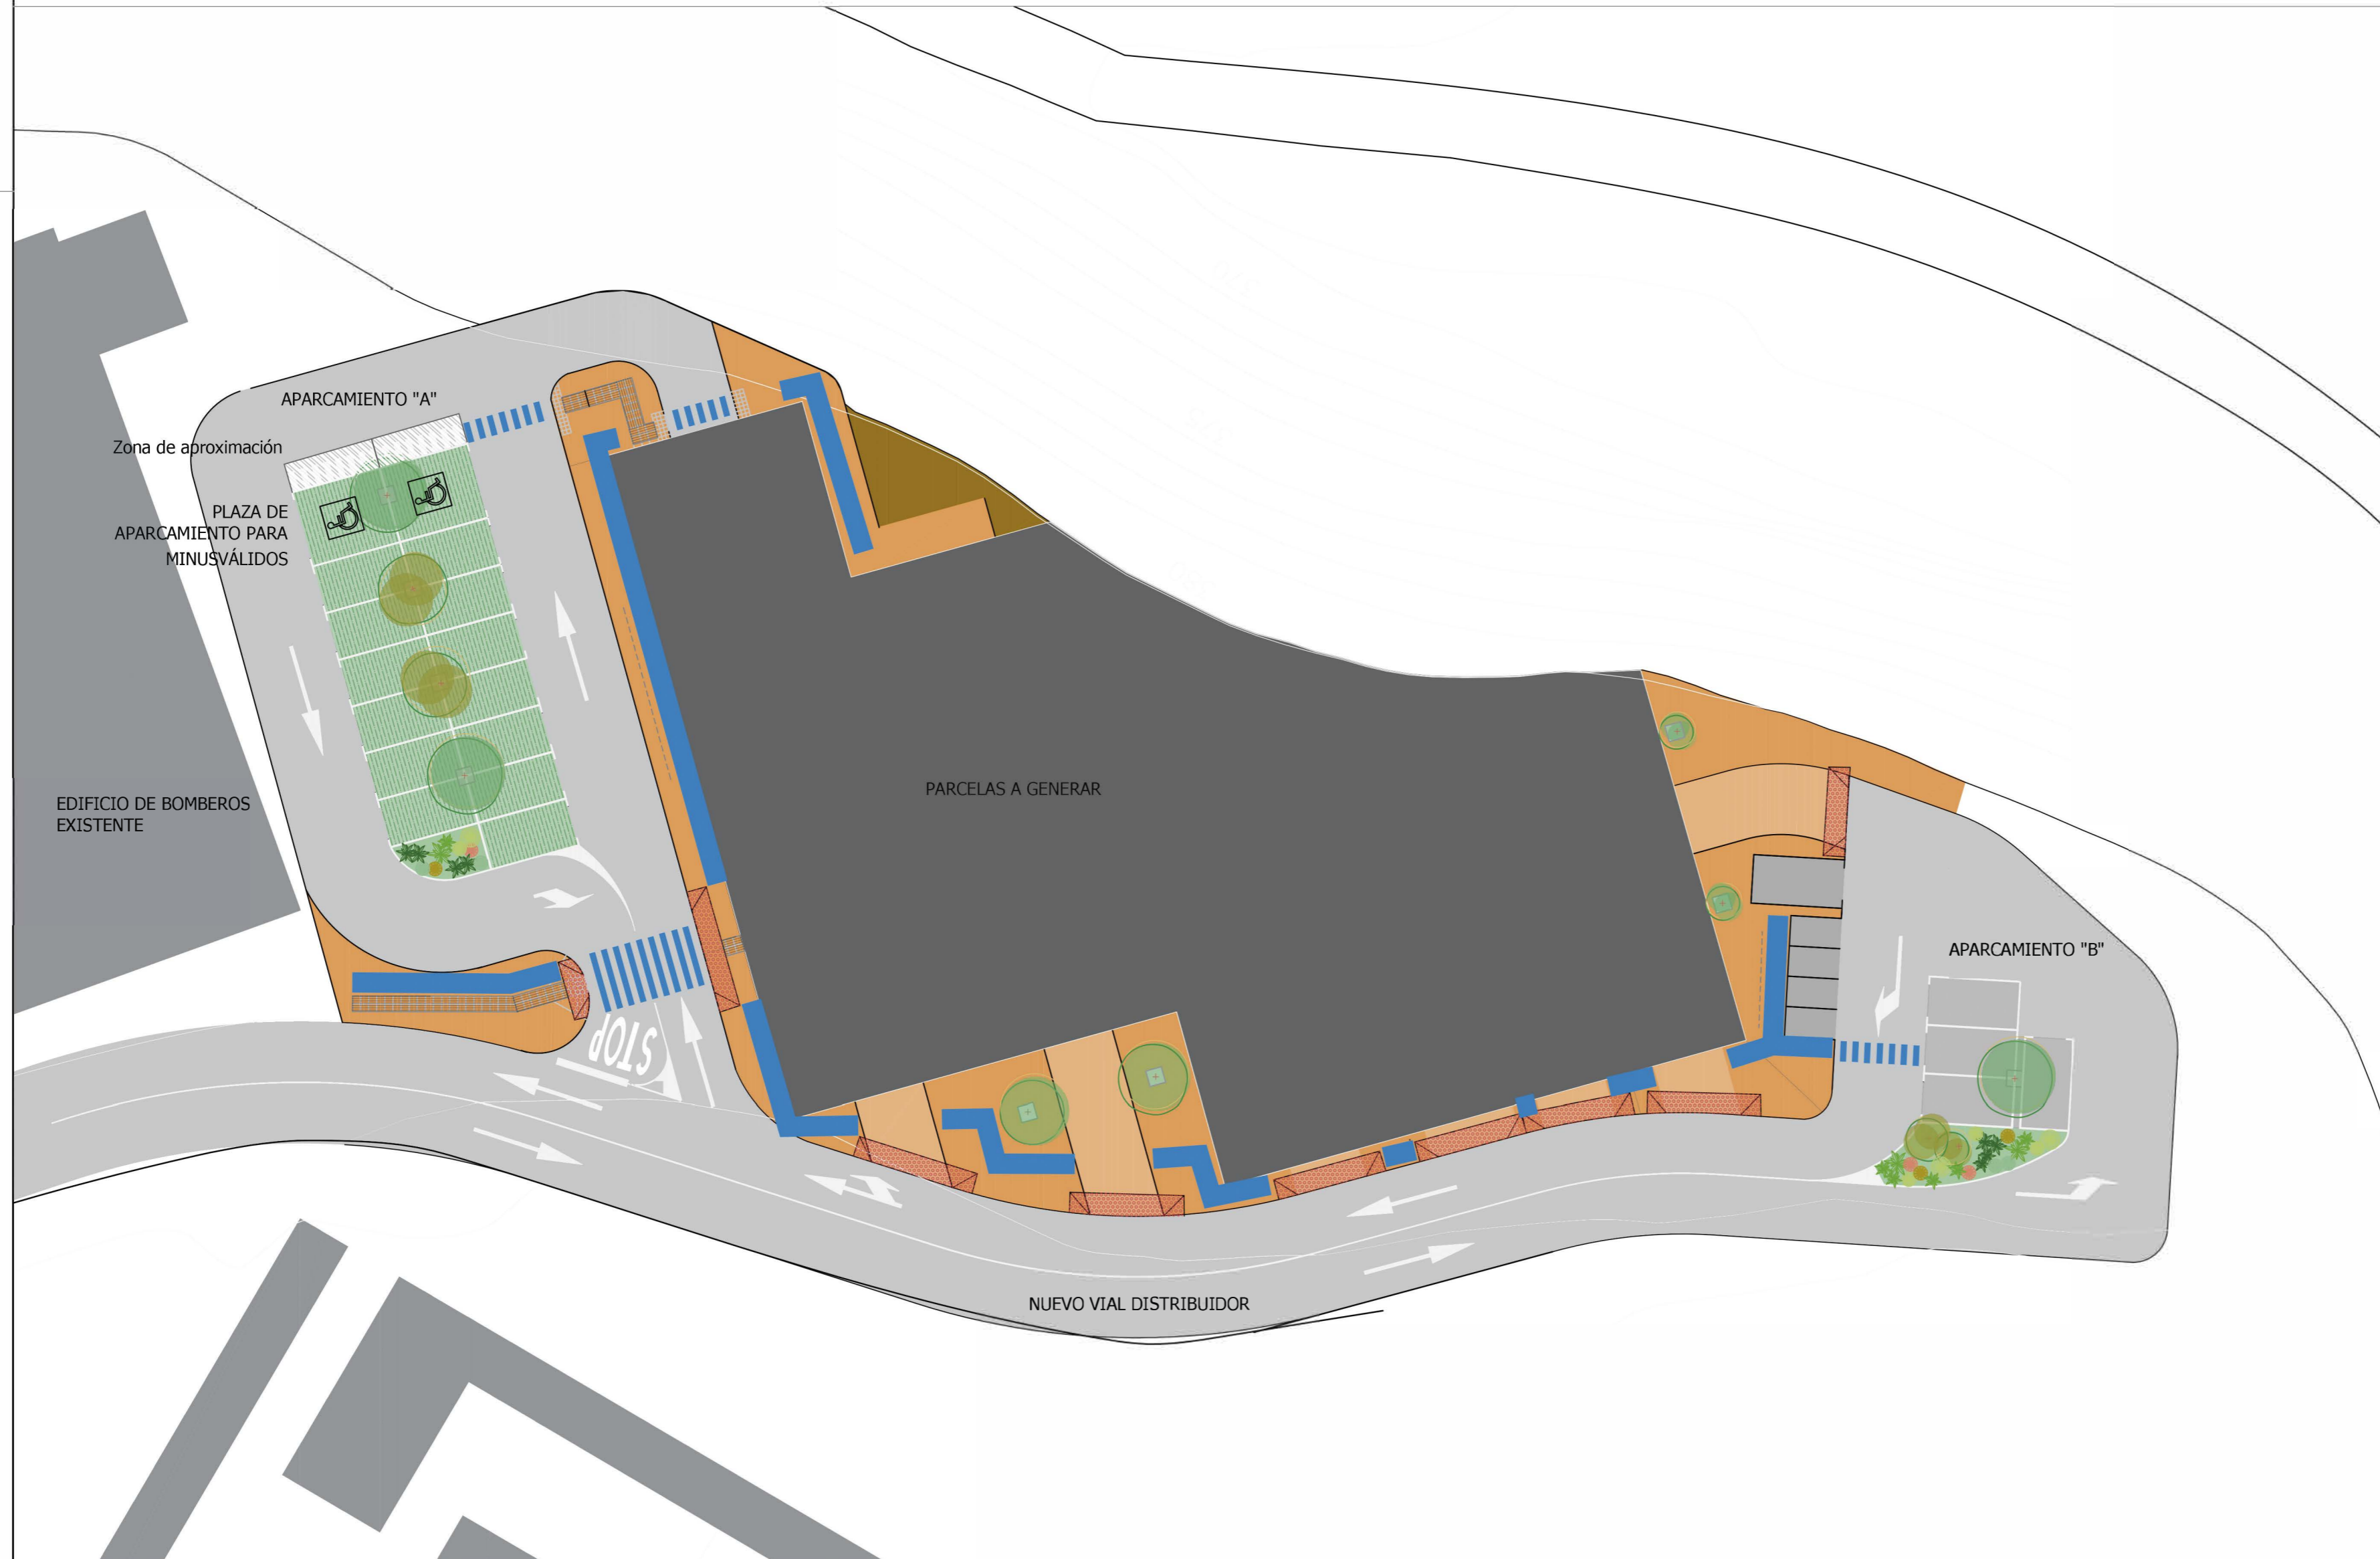 APARCAMIENTO "A"
Zona de aproximación
PLAZA DE
APARCAMIENTO PARA
MINUSVÁLIDOS
PARCELAS A GENERAR
EDIFICIO DE BOMBEROS
EXISTENTE
APARCAMIENTO "B"
STOP
NUEVO VIAL DISTRIBUIDOR